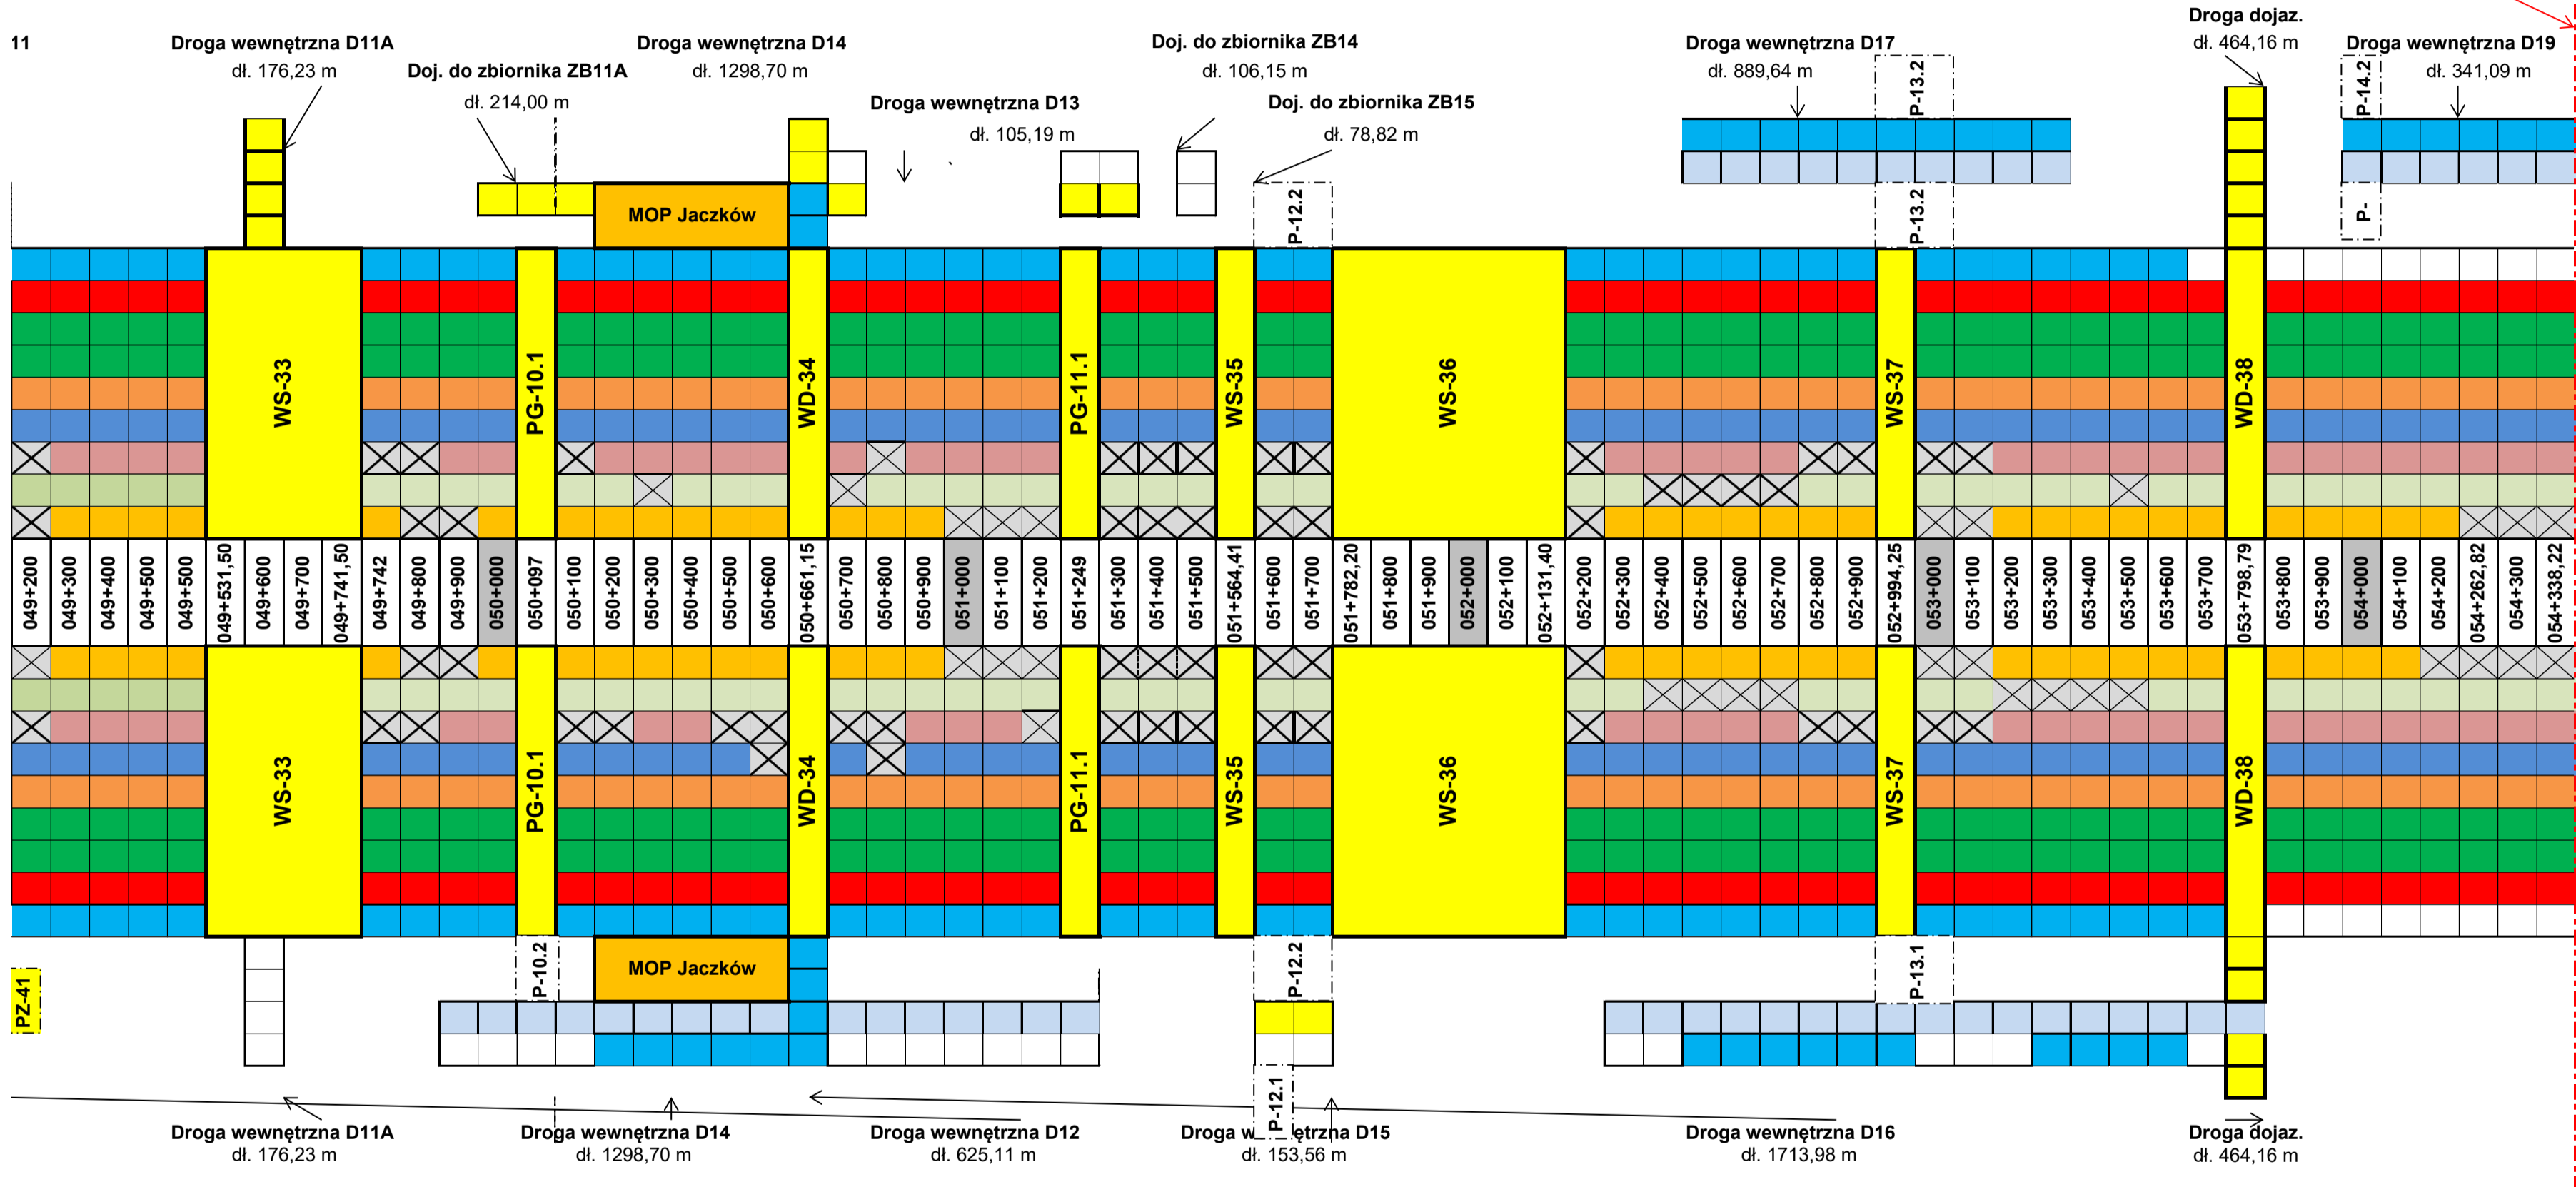 11
Droga wewnętrzna D11A
dł. 176,23 m
Doj. do zbiornika ZB11A
dł. 214,00 m
Droga wewnętrzna D14
dł. 1298,70 m
Droga wewnętrzna D13
dł. 105,19 m
Doj. do zbiornika ZB14
dł. 106,15 m
Doj. do zbiornika ZB15
dł. 78,82 m
Droga wewnętrzna D17
dł. 889,64 m
Droga dojaz.
dł. 464,16 m
Droga wewnętrzna D19
dł. 341,09 m
P-13.2
P-14.2
MOP Jaczków
P-12.2
P-13.2
P-
WS-33
PG-10.1
WD-34
PG-11.1
WS-35
WS-36
WS-37
WD-38
049+200
049+300
049+400
049+500
049+500
049+531,50
049+600
049+700
049+741,50
049+742
049+800
049+900
050+000
050+097
050+100
050+200
050+300
050+400
050+500
050+600
050+661,15
050+700
050+800
050+900
051+000
051+100
051+200
051+249
051+300
051+400
051+500
051+564,41
051+600
051+700
051+782,20
051+800
051+900
052+000
052+100
052+131,40
052+200
052+300
052+400
052+500
052+600
052+700
052+800
052+900
052+994,25
053+000
053+100
053+200
053+300
053+400
053+500
053+600
053+700
053+798,79
053+800
053+900
054+000
054+100
054+200
054+262,82
054+300
054+338,22
WS-33
PG-10.1
WD-34
PG-11.1
WS-35
WS-36
WS-37
WD-38
PZ-41
P-10.2
MOP Jaczków
P-12.2
P-13.1
P-12.1
Droga wewnętrzna D11A
dł. 176,23 m
Droga wewnętrzna D14
dł. 1298,70 m
Droga wewnętrzna D12
dł. 625,11 m
Droga w ętrzna D15
dł. 153,56 m
Droga wewnętrzna D16
dł. 1713,98 m
Droga dojaz.
dł. 464,16 m